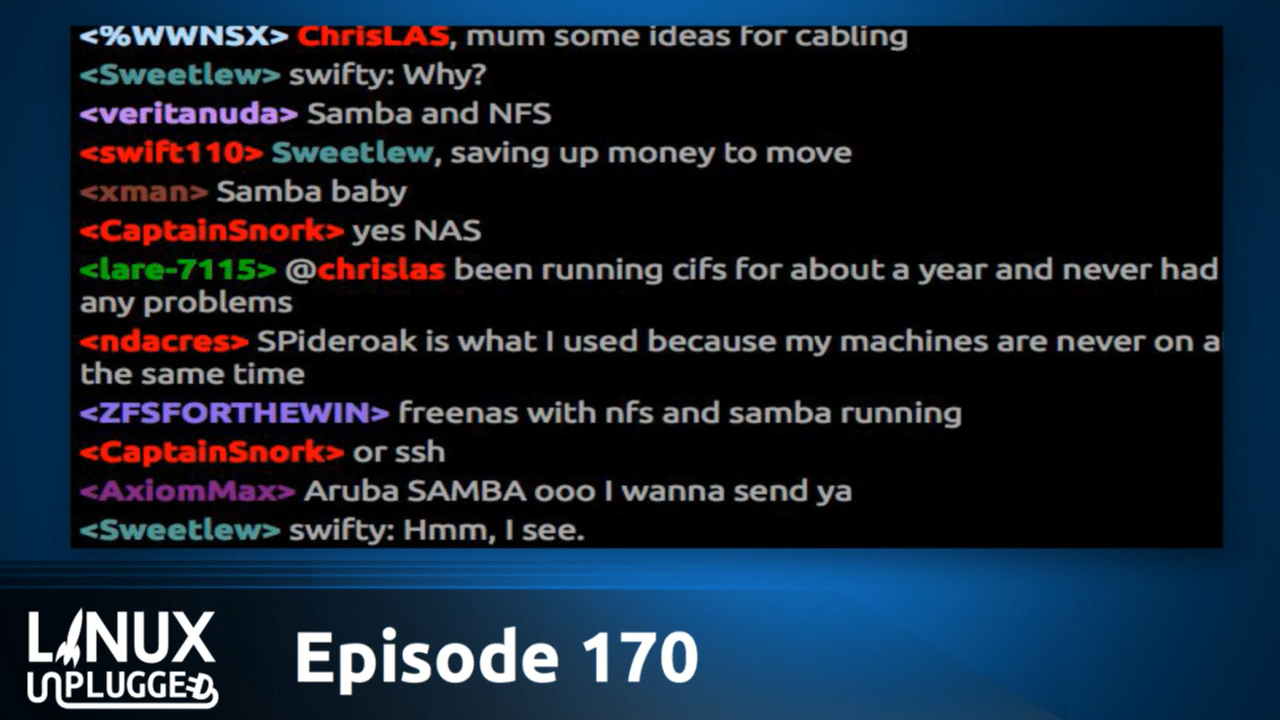 <%WWNSX> ChrisLAS, mum some ideas for cabling
<Sweetlew> swifty: Why?
<veritanuda> Samba and NFS
<swift110> Sweetlew, saving up money to move
<xman> Samba baby
<CaptainSnork> yes NAS
<lare-7115> @chrislas been running cifs for about a year and never had
any problems
<ndacres> SPideroak is what I used because my machines are never on a
the same time
<ZFSFORTHEWIN> freenas with nfs and samba running
<CaptainSnork> or ssh
<AxiomMax> Aruba SAMBA ooo I wanna send ya
<Sweetlew> swifty: Hmm, I see.
LINUX
UNPLUGGED
Episode 170